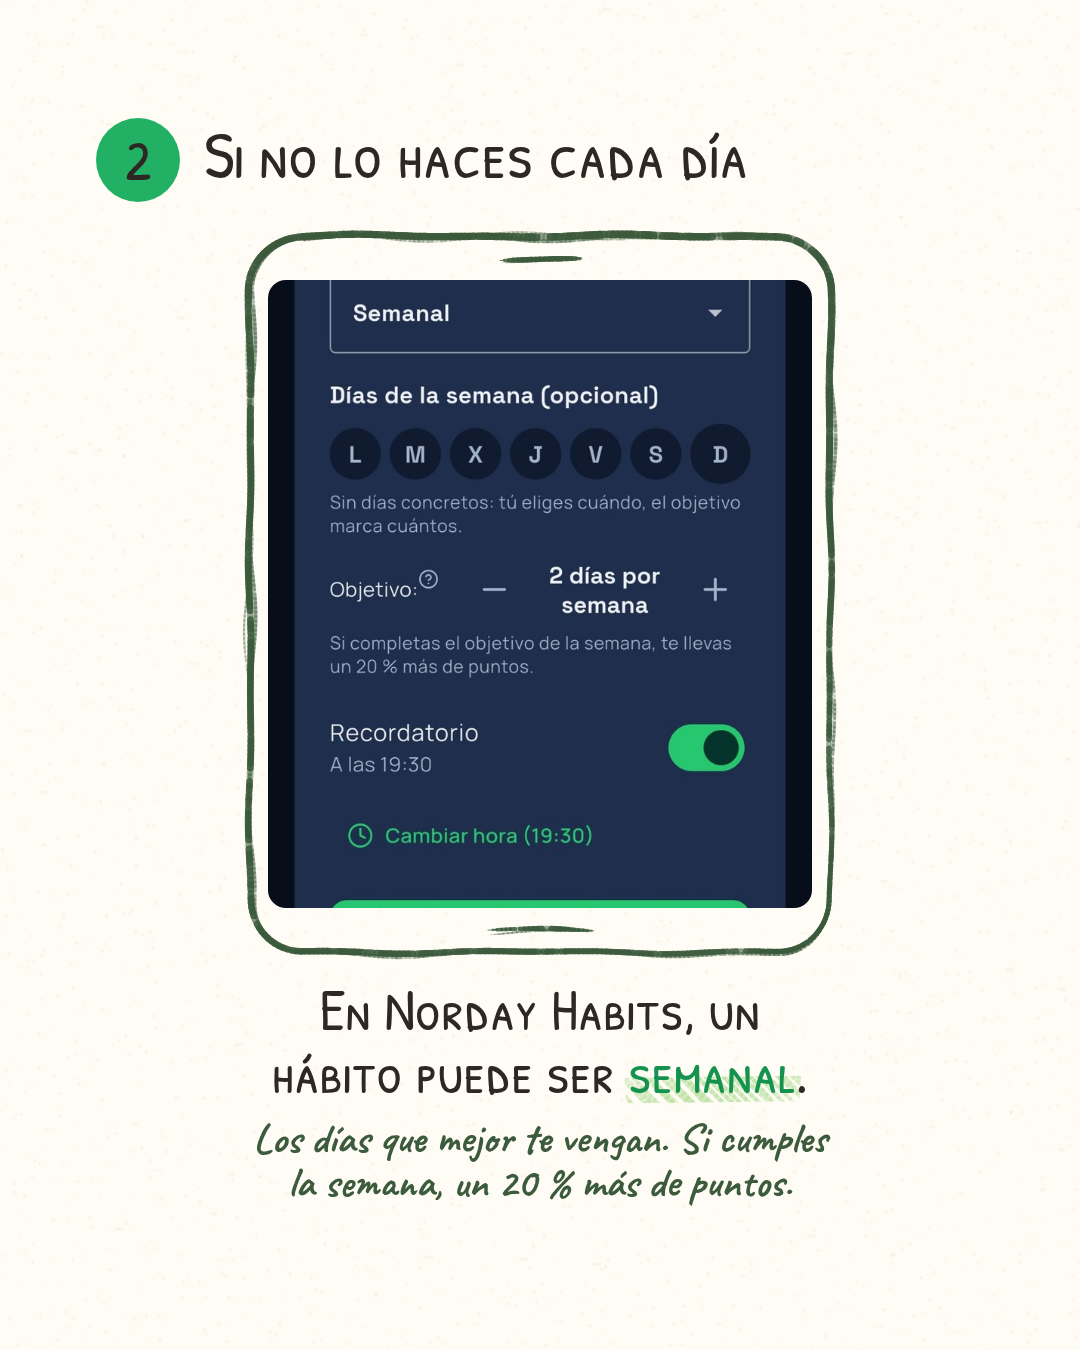 2 Si no lo haces cada día
Semanal
Días de la semana (opcional)
L M X J V S D
Sin días concretos: tú eliges cuándo, el objetivo
marca cuántos.
Objetivo: ? − 2 días por semana +
Si completas el objetivo de la semana, te llevas
un 20 % más de puntos.
Recordatorio
A las 19:30
Cambiar hora (19:30)
En Norday Habits, un
hábito puede ser semanal.
Los días que mejor te vengan. Si cumples
la semana, un 20 % más de puntos.